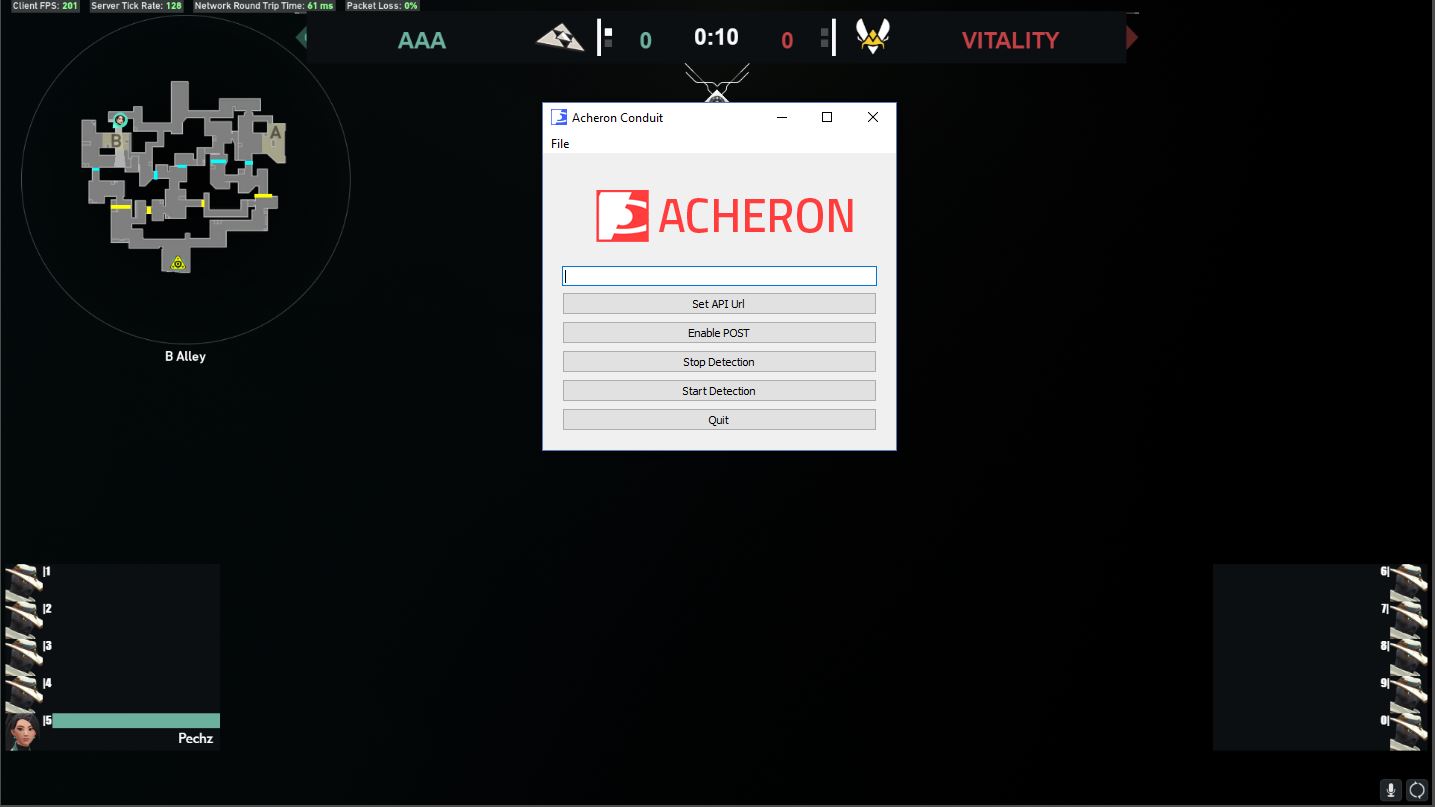 Client FPS: 201 Server Tick Rate: 128 Network Round Trip Time: 61 ms Packet Loss: 0%
AAA 0 0:10 0 VITALITY
Acheron Conduit
File
ACHERON
Set API Url
Enable POST
Stop Detection
Start Detection
Quit
B
A
B Alley
|1
|2
|3
|4
|5
Pechz
6|
7|
8|
9|
0|